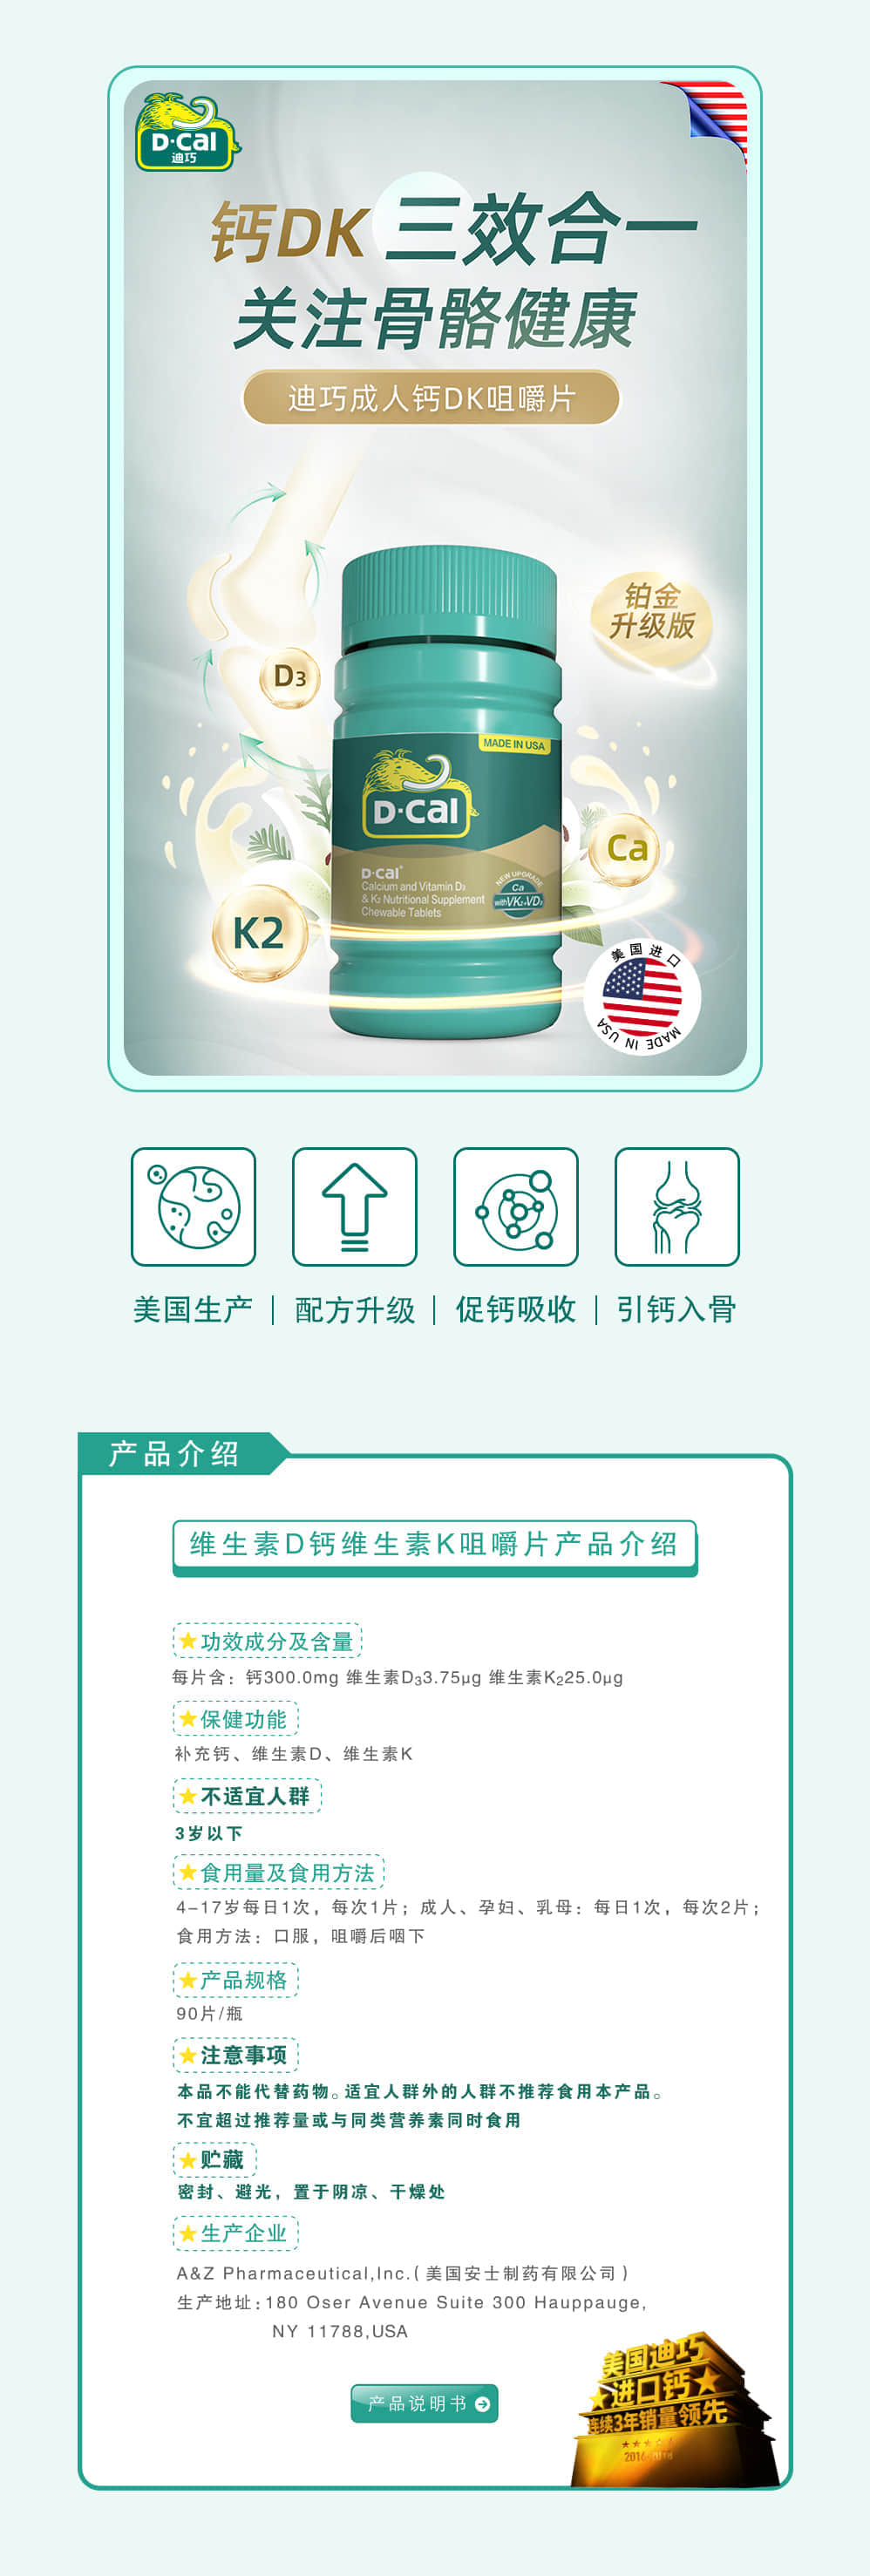 D·Cal
迪巧
钙DK 三效合一
关注骨骼健康
迪巧成人钙DK咀嚼片
铂金
升级版
D3
MADE IN USA
D·Cal
Ca
D·Cal®
Calcium and Vitamin D₃
& K₂ Nutritional Supplement
Chewable Tablets
NEW UPGRADE
Ca
with VK₂+VD₃
K2
美国进口
MADE IN USA
美国生产
配方升级
促钙吸收
引钙入骨
产品介绍
维生素D钙维生素K咀嚼片产品介绍
功效成分及含量
每片含：钙300.0mg 维生素D₃3.75μg 维生素K₂25.0μg
保健功能
补充钙、维生素D、维生素K
不适宜人群
3岁以下
食用量及食用方法
4-17岁每日1次，每次1片；成人、孕妇、乳母：每日1次，每次2片；
食用方法：口服，咀嚼后咽下
产品规格
90片/瓶
注意事项
本品不能代替药物。适宜人群外的人群不推荐食用本产品。
不宜超过推荐量或与同类营养素同时食用
贮藏
密封、避光，置于阴凉、干燥处
生产企业
A&Z Pharmaceutical,Inc.(美国安士制药有限公司)
生产地址:180 Oser Avenue Suite 300 Hauppauge,
NY 11788,USA
产品说明书
美国迪巧
进口钙
连续3年销量领先